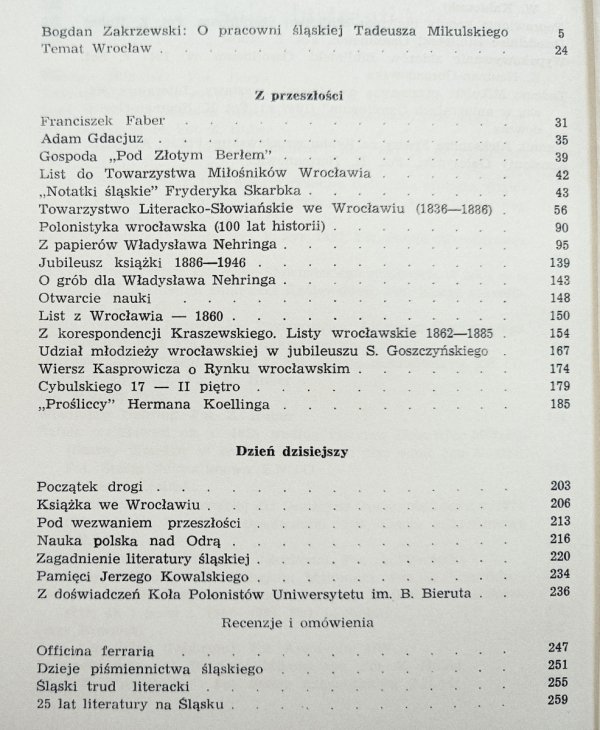 Bogdan Zakrzewski: O pracowni śląskiej Tadeusza Mikulskiego 5
Temat Wrocław . . . . . . . . . . . . 24
Z przeszłości
Franciszek Faber . . . . . . . . . . . 31
Adam Gdacjuz . . . . . . . . . . . . 35
Gospoda „Pod Złotym Berłem” . . . . . . . . 39
List do Towarzystwa Miłośników Wrocławia . . . . . 42
„Notatki śląskie” Fryderyka Skarbka . . . . . . . 43
Towarzystwo Literacko-Słowiańskie we Wrocławiu (1836—1886) . 56
Polonistyka wrocławska (100 lat historii) . . . . . . 90
Z papierów Władysława Nehringa . . . . . . . . 95
Jubileusz książki 1886—1946 . . . . . . . . 139
O grób dla Władysława Nehringa . . . . . . . . 143
Otwarcie nauki . . . . . . . . . . . 148
List z Wrocławia — 1860 . . . . . . . . . 150
Z korespondencji Kraszewskiego. Listy wrocławskie 1862—1885 . 154
Udział młodzieży wrocławskiej w jubileuszu S. Goszczyńskiego . 167
Wiersz Kasprowicza o Rynku wrocławskim . . . . . 174
Cybulskiego 17 — II piętro . . . . . . . . 179
„Prośliccy” Hermana Koellinga . . . . . . . . 185
Dzień dzisiejszy
Początek drogi . . . . . . . . . . . 203
Książka we Wrocławiu . . . . . . . . . . 206
Pod wezwaniem przeszłości . . . . . . . . 213
Nauka polska nad Odrą . . . . . . . . . 216
Zagadnienie literatury śląskiej . . . . . . . . 220
Pamięci Jerzego Kowalskiego . . . . . . . . 234
Z doświadczeń Koła Polonistów Uniwersytetu im. B. Bieruta . . 236
Recenzje i omówienia
Officina ferraria . . . . . . . . . . 247
Dzieje piśmiennictwa śląskiego . . . . . . . 251
Śląski trud literacki . . . . . . . . . 255
25 lat literatury na Śląsku . . . . . . . . 259